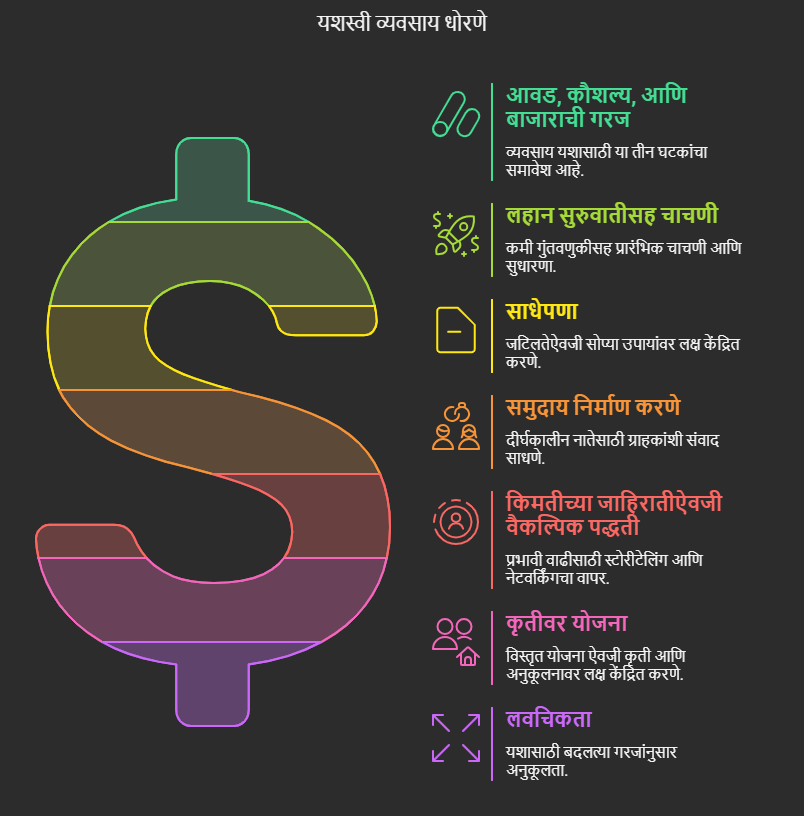 यशस्वी व्यवसाय धोरणे
आवड, कौशल्य, आणि
बाजाराची गरज
व्यवसाय यशासाठी या तीन घटकांचा
समावेश आहे.
लहान सुरुवातीसह चाचणी
कमी गुंतवणुकीसह प्रारंभिक चाचणी आणि
सुधारणा.
साधेपणा
जटिलतेऐवजी सोप्या उपायांवर लक्ष केंद्रित
करणे.
समुदाय निर्माण करणे
दीर्घकालीन नातेसाठी ग्राहकांशी संवाद
साधणे.
किमतीच्या जाहिरातीऐवजी
वैकल्पिक पद्धती
प्रभावी वाढीसाठी स्टोरीटेलिंग आणि
नेटवर्किंगचा वापर.
कृतीवर योजना
विस्तृत योजना ऐवजी कृती आणि
अनुकूलनावर लक्ष केंद्रित करणे.
लवचिकता
यशासाठी बदलत्या गरजांनुसार
अनुकूलता.